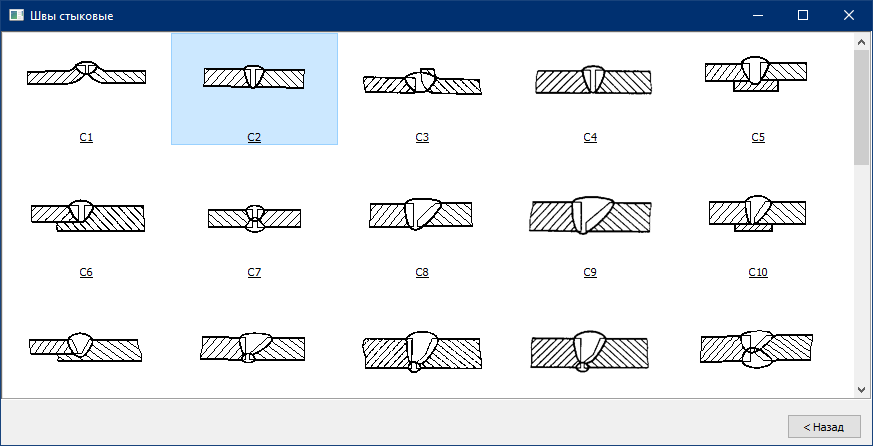 Швы стыковые
С1 С2 С3 С4 С5
С6 С7 С8 С9 С10
< Назад